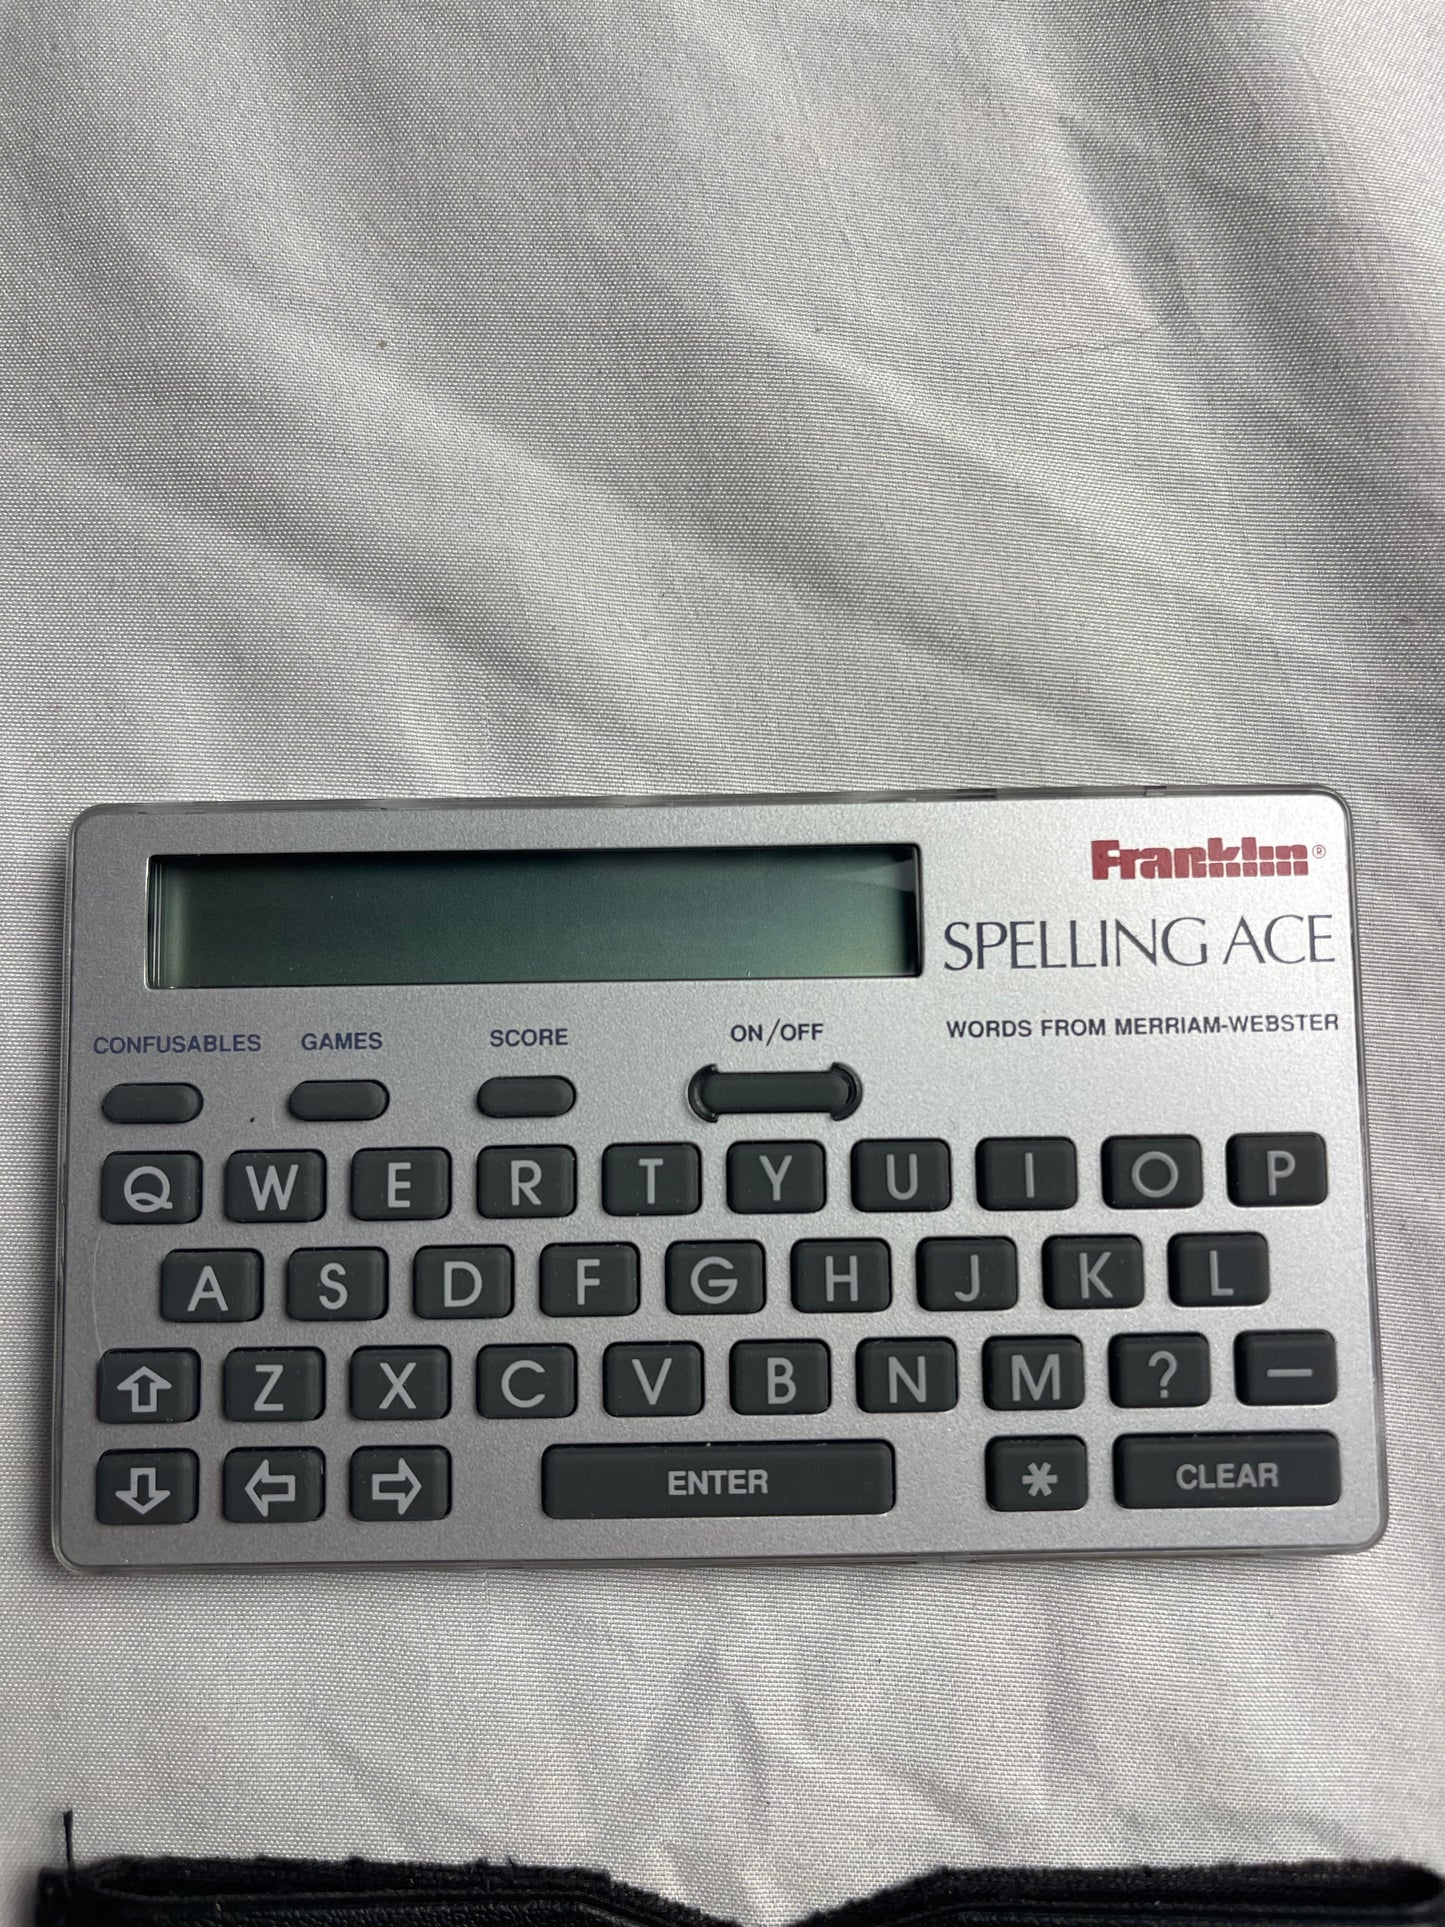 Franklin®
SPELLING ACE
WORDS FROM MERRIAM-WEBSTER
CONFUSABLES GAMES SCORE ON/OFF
Q W E R T Y U I O P
A S D F G H J K L
Z X C V B N M ? —
ENTER * CLEAR